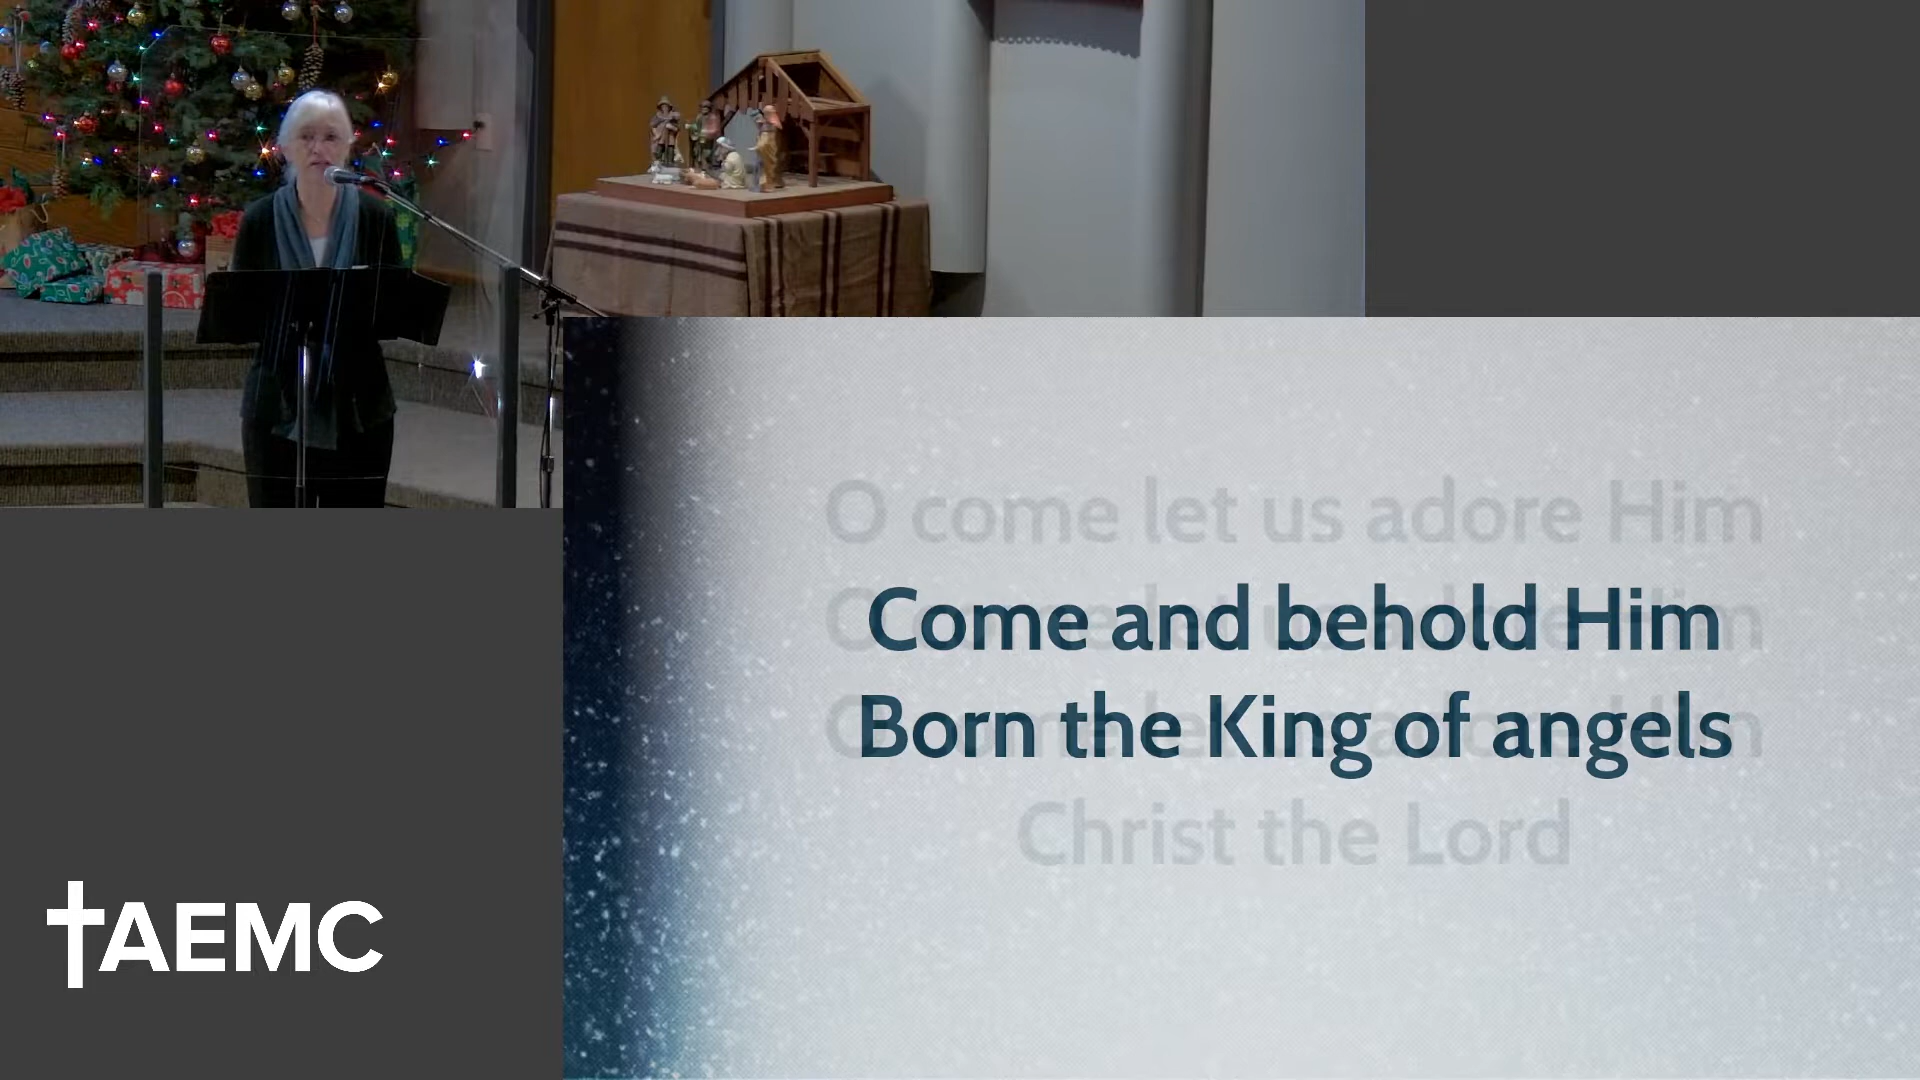 O come let us adore Him
Come and behold Him
Born the King of angels
Christ the Lord
AEMC